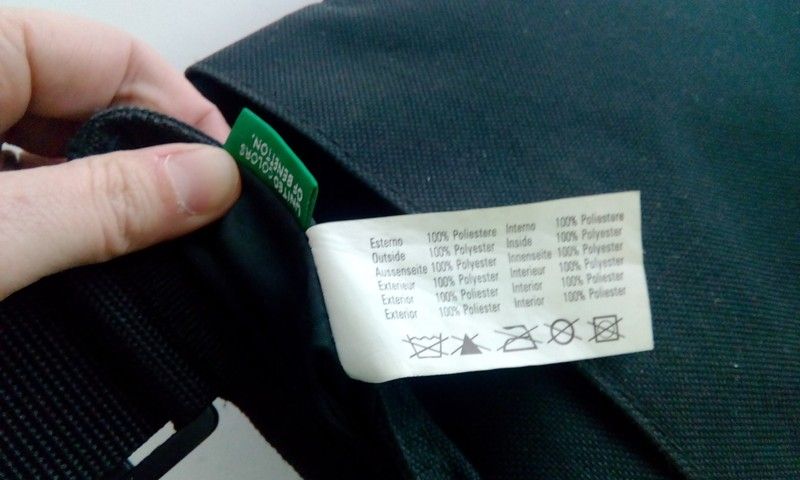 UNITED COLORS
OF BENETTON.
Esterno 100% Poliestere Interno 100% Poliestere
Outside 100% Polyester Inside 100% Polyester
Aussenseite 100% Polyester Innenseite 100% Polyester
Exterieur 100% Polyester Interieur 100% Polyester
Exterior 100% Poliester Interior 100% Poliester
Exterior 100% Poliester Interior 100% Poliester